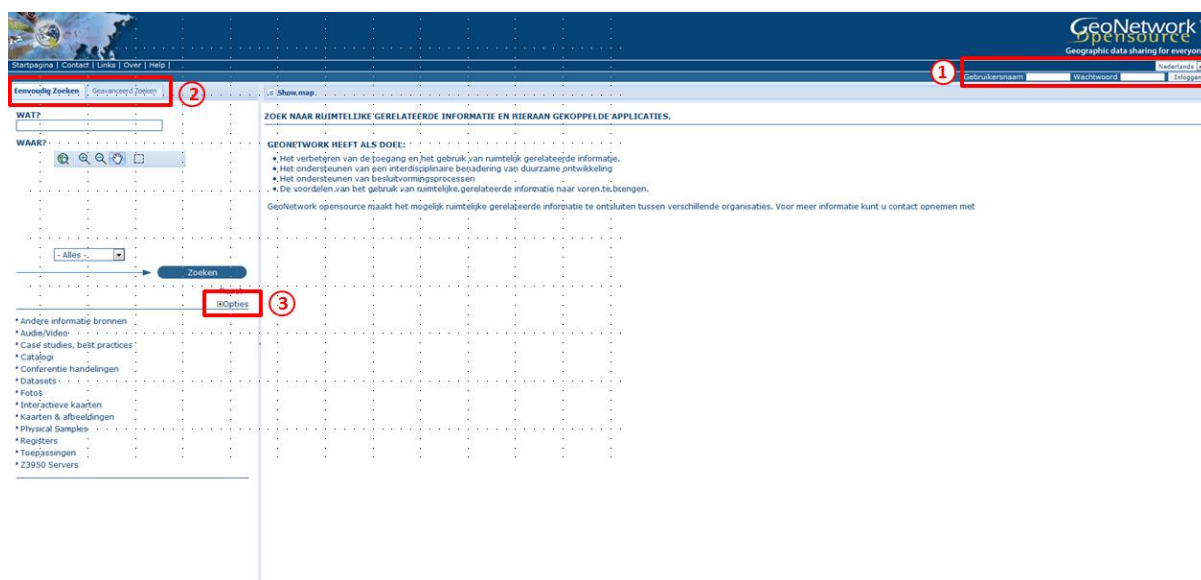 GeoNetwork
Opensource
Geographic data sharing for everyon
Startpagina | Contact | Links | Over | Help |
Nederlands
1
Gebruikersnaam Wachtwoord Inloggen
Eenvoudig Zoeken Geavanceerd Zoeken
2
Show map
WAT?
WAAR?
- Alles -
Zoeken
Opties
3
* Andere informatie bronnen
* Audio/Video
* Case studies, best practices
* Catalogi
* Conferentie handelingen
* Datasets
* Fotos
* Interactieve kaarten
* Kaarten & afbeeldingen
* Physical Samples
* Registers
* Toepassingen
* Z3950 Servers
ZOEK NAAR RUIMTELIJKE GERELATEERDE INFORMATIE EN HIERAAN GEKOPPELDE APPLICATIES.
GEONETWORK HEEFT ALS DOEL:
• Het verbeteren van de toegang en het gebruik van ruimtelijk gerelateerde informatie.
• Het ondersteunen van een interdisciplinaire benadering van duurzame ontwikkeling
• Het ondersteunen van besluitvormingsprocessen
• De voordelen van het gebruik van ruimtelijke gerelateerde informatie naar voren te brengen.
GeoNetwork opensource maakt het mogelijk ruimtelijke gerelateerde informatie te ontsluiten tussen verschillende organisaties. Voor meer informatie kunt u contact opnemen met